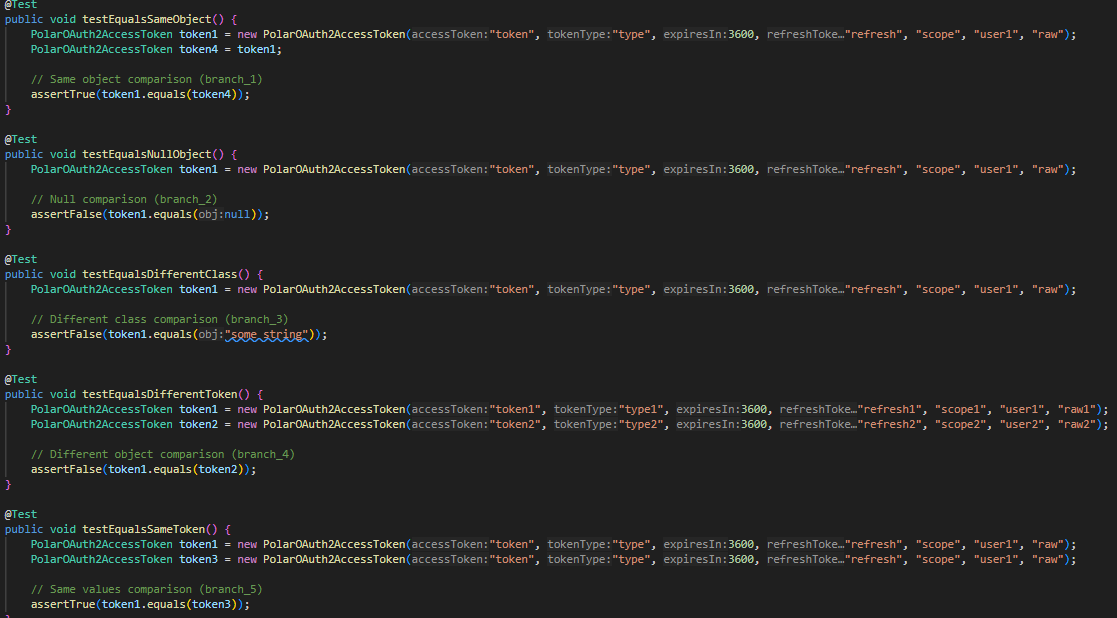 @Test
public void testEqualsSameObject() {
PolarOAuth2AccessToken token1 = new PolarOAuth2AccessToken(accessToken:"token", tokenType:"type", expiresIn:3600, refreshToke…"refresh", "scope", "user1", "raw");
PolarOAuth2AccessToken token4 = token1;
// Same object comparison (branch_1)
assertTrue(token1.equals(token4));
}
@Test
public void testEqualsNullObject() {
PolarOAuth2AccessToken token1 = new PolarOAuth2AccessToken(accessToken:"token", tokenType:"type", expiresIn:3600, refreshToke…"refresh", "scope", "user1", "raw");
// Null comparison (branch_2)
assertFalse(token1.equals(obj:null));
}
@Test
public void testEqualsDifferentClass() {
PolarOAuth2AccessToken token1 = new PolarOAuth2AccessToken(accessToken:"token", tokenType:"type", expiresIn:3600, refreshToke…"refresh", "scope", "user1", "raw");
// Different class comparison (branch_3)
assertFalse(token1.equals(obj:"some string"));
}
@Test
public void testEqualsDifferentToken() {
PolarOAuth2AccessToken token1 = new PolarOAuth2AccessToken(accessToken:"token1", tokenType:"type1", expiresIn:3600, refreshToke…"refresh1", "scope1", "user1", "raw1");
PolarOAuth2AccessToken token2 = new PolarOAuth2AccessToken(accessToken:"token2", tokenType:"type2", expiresIn:3600, refreshToke…"refresh2", "scope2", "user2", "raw2");
// Different object comparison (branch_4)
assertFalse(token1.equals(token2));
}
@Test
public void testEqualsSameToken() {
PolarOAuth2AccessToken token1 = new PolarOAuth2AccessToken(accessToken:"token", tokenType:"type", expiresIn:3600, refreshToke…"refresh", "scope", "user1", "raw");
PolarOAuth2AccessToken token3 = new PolarOAuth2AccessToken(accessToken:"token", tokenType:"type", expiresIn:3600, refreshToke…"refresh", "scope", "user1", "raw");
// Same values comparison (branch_5)
assertTrue(token1.equals(token3));